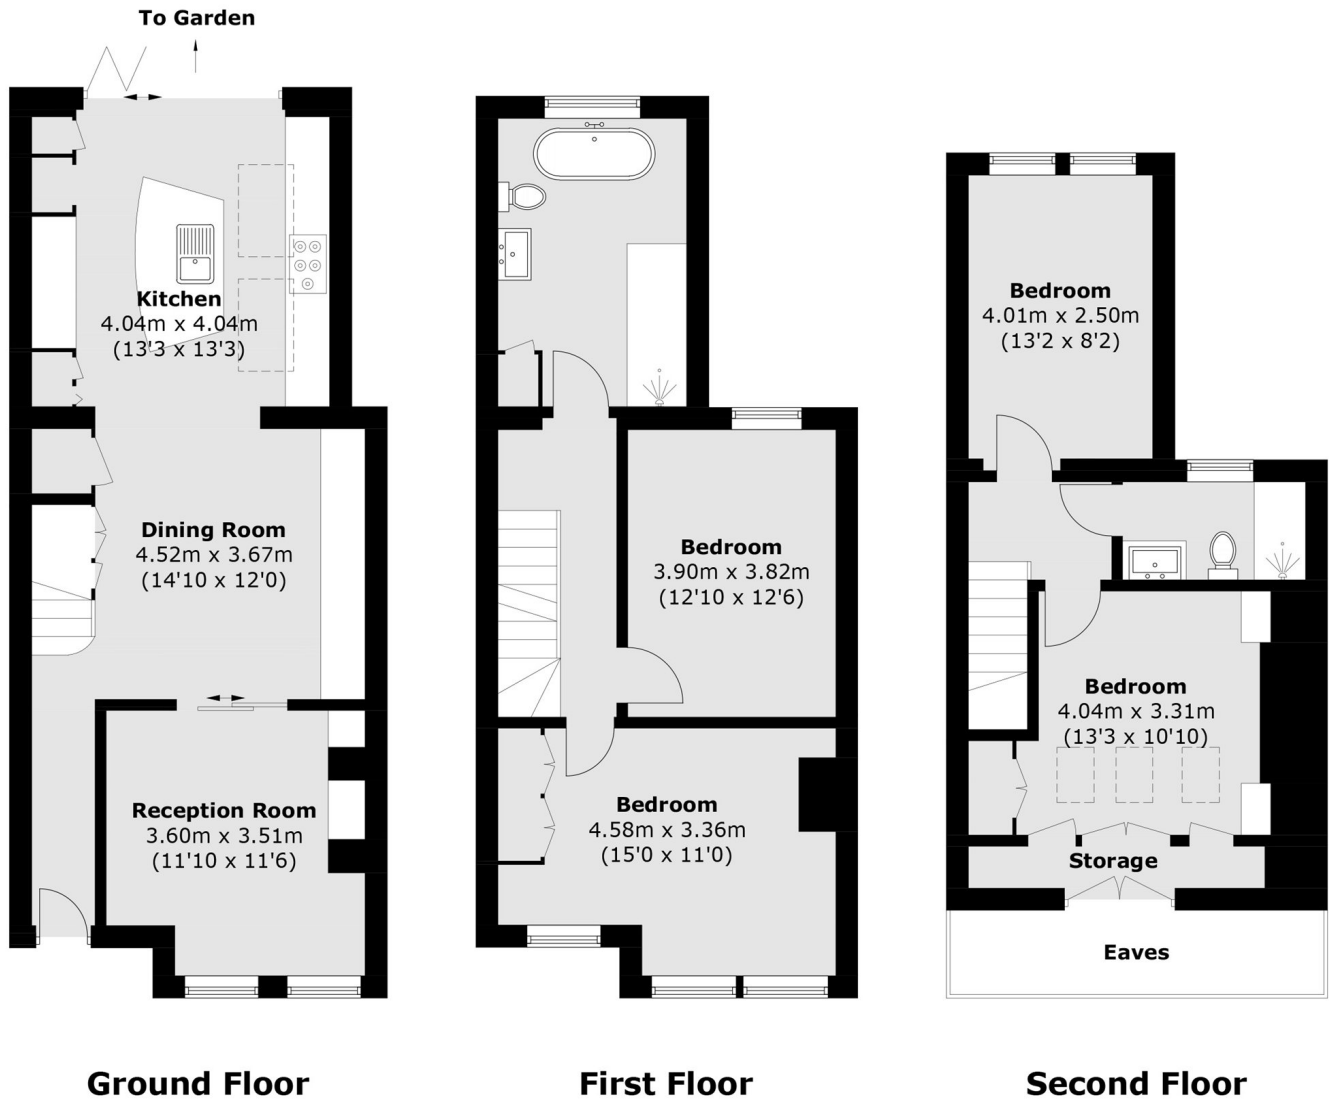 To Garden
Kitchen
4.04m x 4.04m
(13'3 x 13'3)
Dining Room
4.52m x 3.67m
(14'10 x 12'0)
Reception Room
3.60m x 3.51m
(11'10 x 11'6)
Ground Floor
Bedroom
3.90m x 3.82m
(12'10 x 12'6)
Bedroom
4.58m x 3.36m
(15'0 x 11'0)
First Floor
Bedroom
4.01m x 2.50m
(13'2 x 8'2)
Bedroom
4.04m x 3.31m
(13'3 x 10'10)
Storage
Eaves
Second Floor